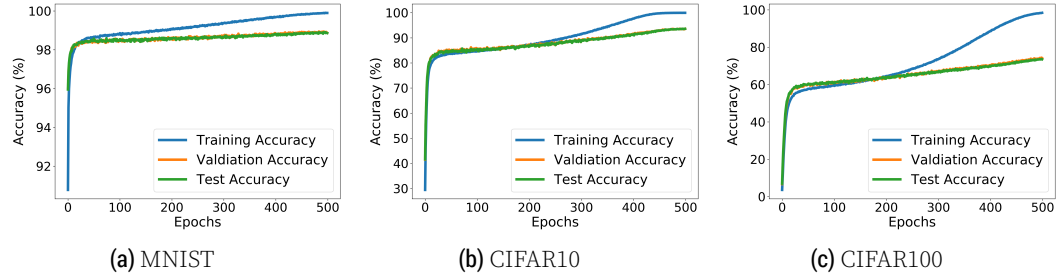 100
98
96
94
92
Accuracy (%)
0 100 200 300 400 500
Epochs
Training Accuracy
Valdiation Accuracy
Test Accuracy
(a) MNIST
100
90
80
70
60
50
40
30
Accuracy (%)
0 100 200 300 400 500
Epochs
Training Accuracy
Valdiation Accuracy
Test Accuracy
(b) CIFAR10
100
80
60
40
20
0
Accuracy (%)
0 100 200 300 400 500
Epochs
Training Accuracy
Valdiation Accuracy
Test Accuracy
(c) CIFAR100